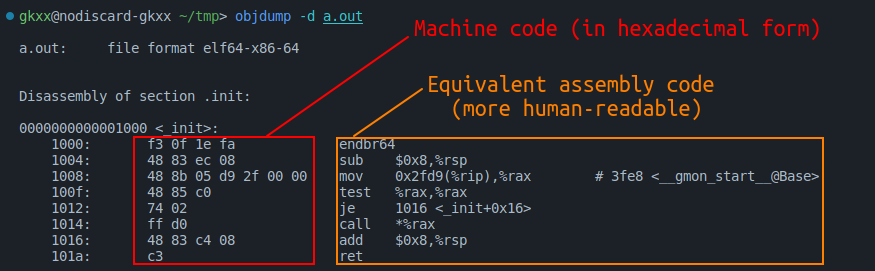 gkxx@nodiscard-gkxx ~/tmp> objdump -d a.out
Machine code (in hexadecimal form)
a.out:     file format elf64-x86-64
Equivalent assembly code
(more human-readable)
Disassembly of section .init:
0000000000001000 <_init>:
1000:       f3 0f 1e fa             endbr64
1004:       48 83 ec 08             sub    $0x8,%rsp
1008:       48 8b 05 d9 2f 00 00    mov    0x2fd9(%rip),%rax        # 3fe8 <__gmon_start__@Base>
100f:       48 85 c0                test   %rax,%rax
1012:       74 02                   je     1016 <_init+0x16>
1014:       ff d0                   call   *%rax
1016:       48 83 c4 08             add    $0x8,%rsp
101a:       c3                      ret